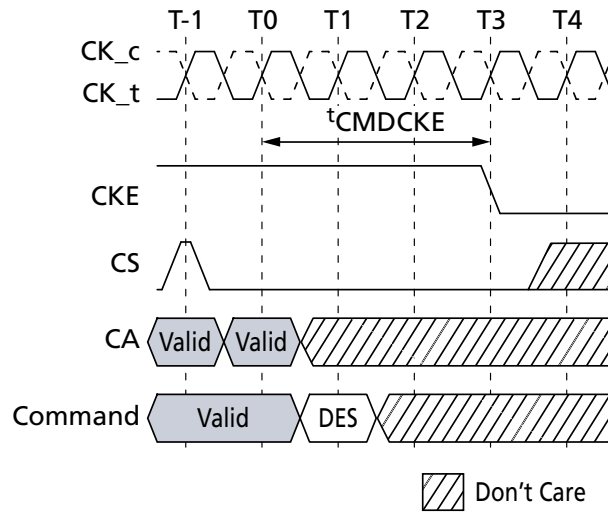 T-1 T0 T1 T2 T3 T4
CK_c
CK_t
tCMDCKE
CKE
CS
CA Valid Valid
Command Valid DES
Don't Care